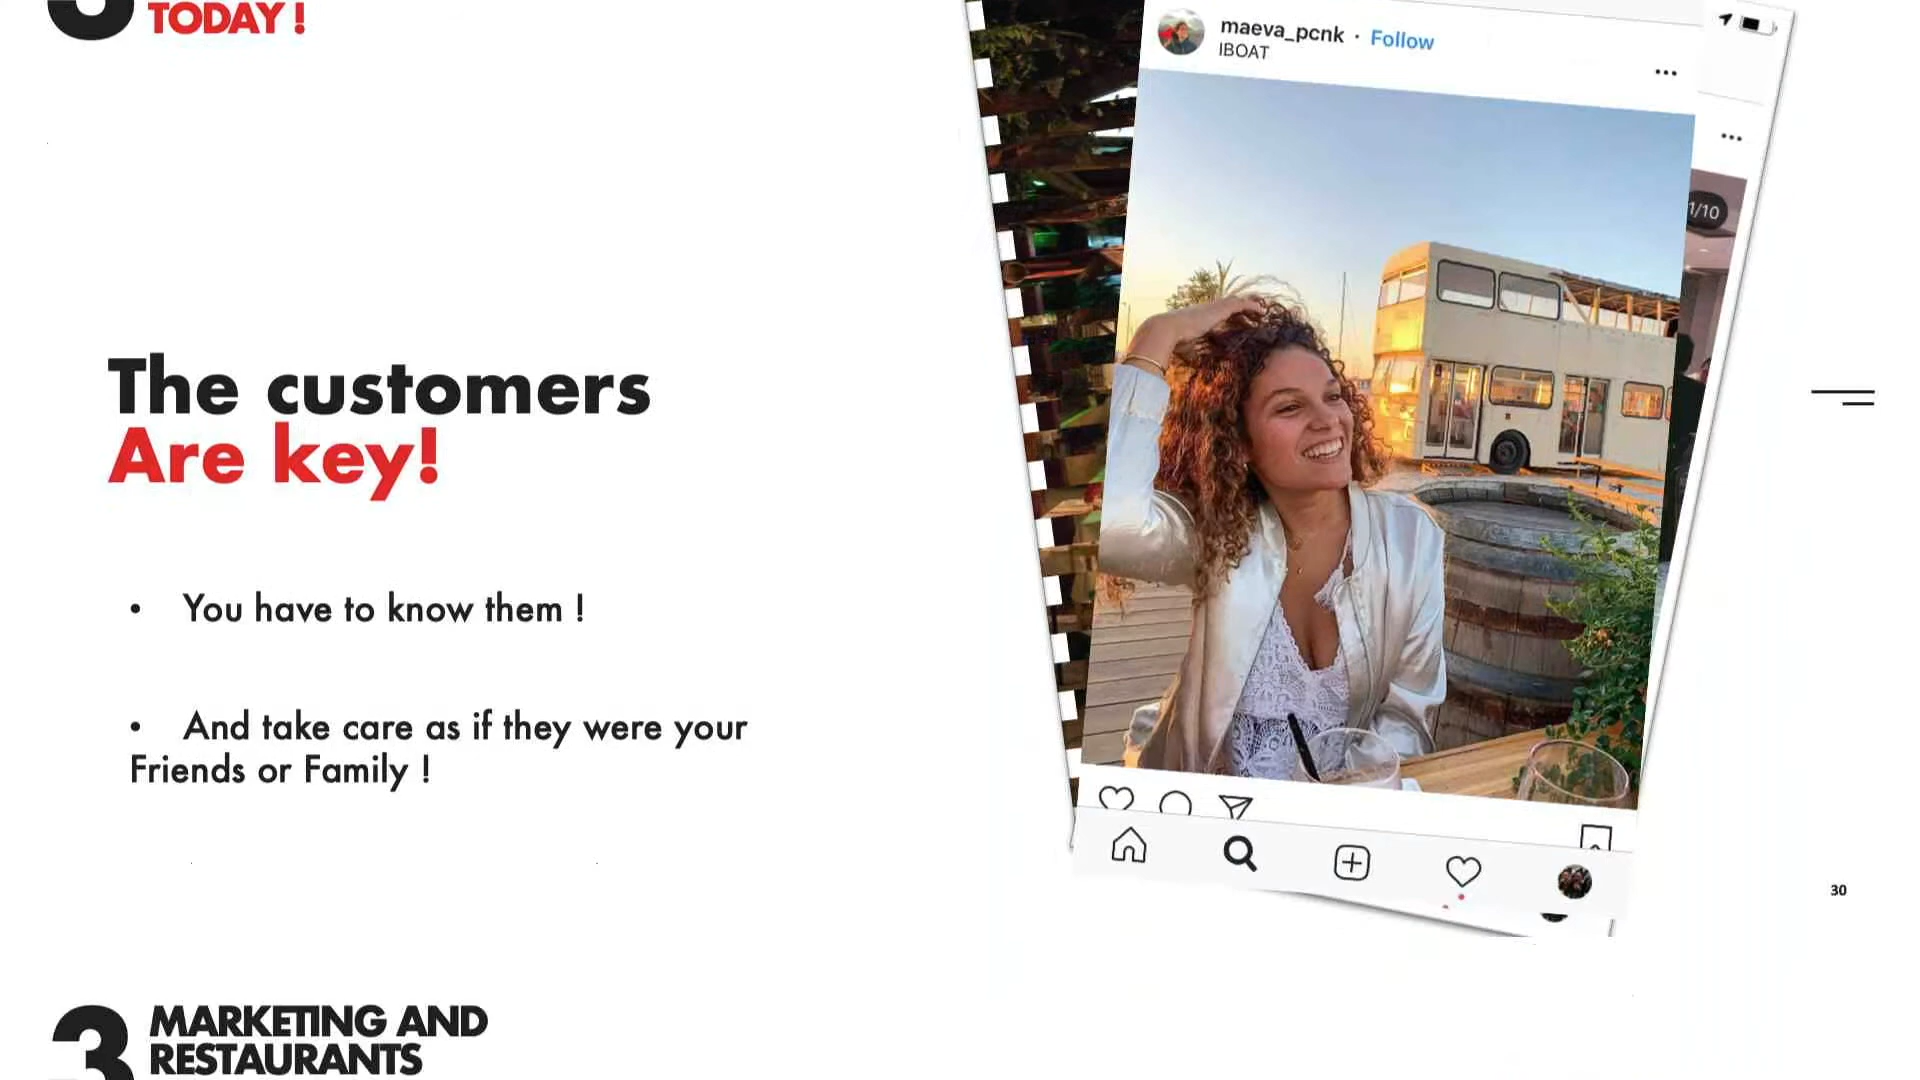 TODAY !
maeva_pcnk · Follow
IBOAT
1/10
The customers
Are key!
• You have to know them !
• And take care as if they were your
Friends or Family !
30
3 MARKETING AND
RESTAURANTS